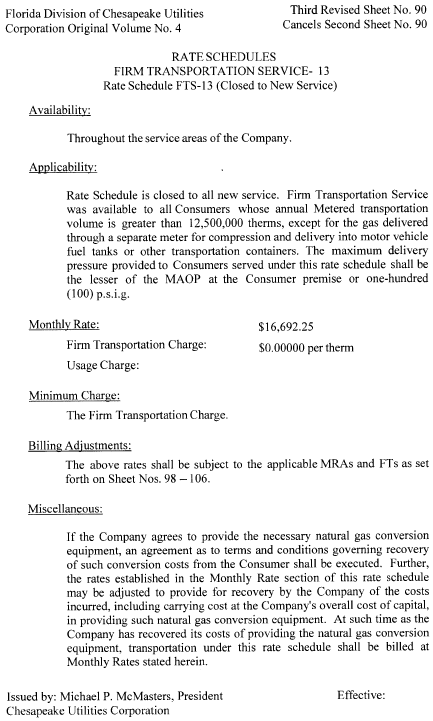 Florida Division of Chesapeake Utilities
Corporation Original Volume No. 4
Third Revised Sheet No. 90
Cancels Second Sheet No. 90
RATE SCHEDULES
FIRM TRANSPORTATION SERVICE- 13
Rate Schedule FTS-13 (Closed to New Service)
Availability:
Throughout the service areas of the Company.
Applicability:
Rate Schedule is closed to all new service. Firm Transportation Service
was available to all Consumers whose annual Metered transportation
volume is greater than 12,500,000 therms, except for the gas delivered
through a separate meter for compression and delivery into motor vehicle
fuel tanks or other transportation containers. The maximum delivery
pressure provided to Consumers served under this rate schedule shall be
the lesser of the MAOP at the Consumer premise or one-hundred
(100) p.s.i.g.
Monthly Rate: $16,692.25
Firm Transportation Charge: $0.00000 per therm
Usage Charge:
Minimum Charge:
The Firm Transportation Charge.
Billing Adjustments:
The above rates shall be subject to the applicable MRAs and FTs as set
forth on Sheet Nos. 98 – 106.
Miscellaneous:
If the Company agrees to provide the necessary natural gas conversion
equipment, an agreement as to terms and conditions governing recovery
of such conversion costs from the Consumer shall be executed. Further,
the rates established in the Monthly Rate section of this rate schedule
may be adjusted to provide for recovery by the Company of the costs
incurred, including carrying cost at the Company's overall cost of capital,
in providing such natural gas conversion equipment. At such time as the
Company has recovered its costs of providing the natural gas conversion
equipment, transportation under this rate schedule shall be billed at
Monthly Rates stated herein.
Issued by: Michael P. McMasters, President
Chesapeake Utilities Corporation
Effective: